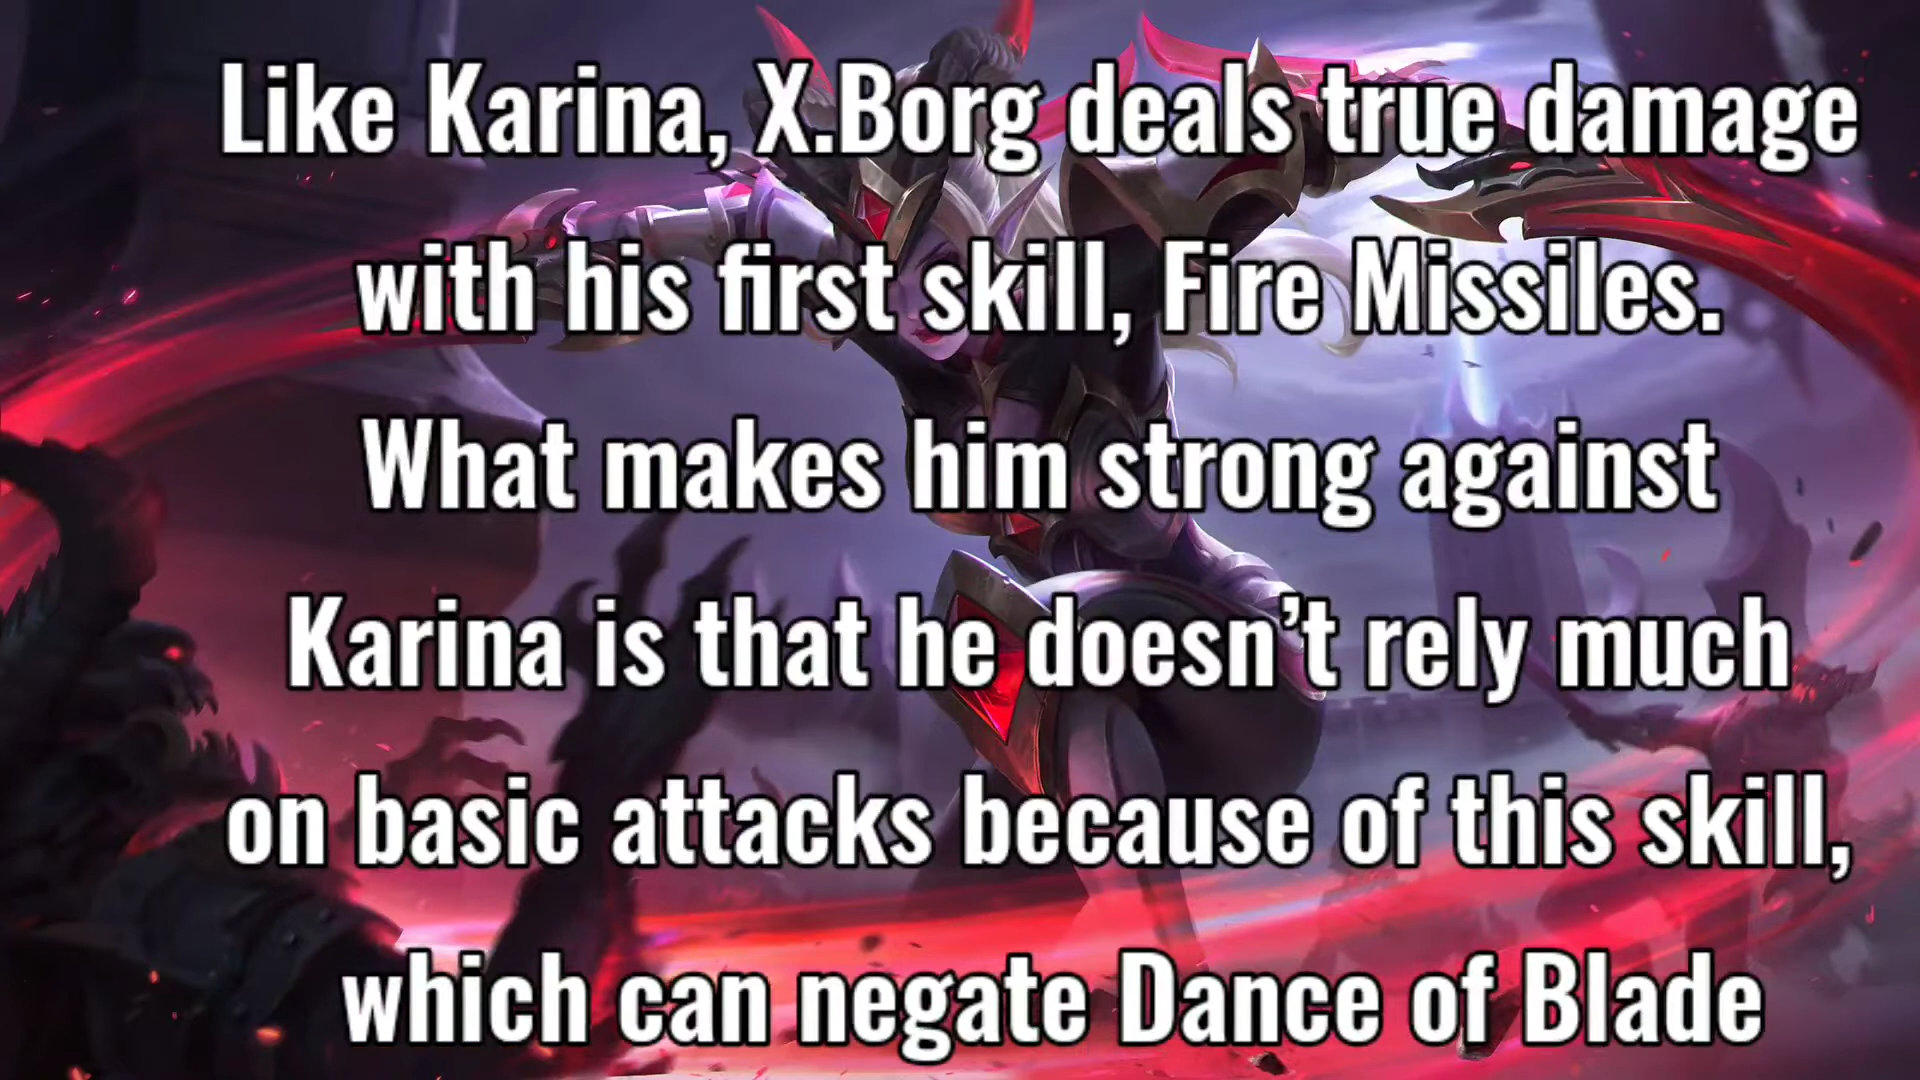 Like Karina, X.Borg deals true damage
with his first skill, Fire Missiles.
What makes him strong against
Karina is that he doesn’t rely much
on basic attacks because of this skill,
which can negate Dance of Blade